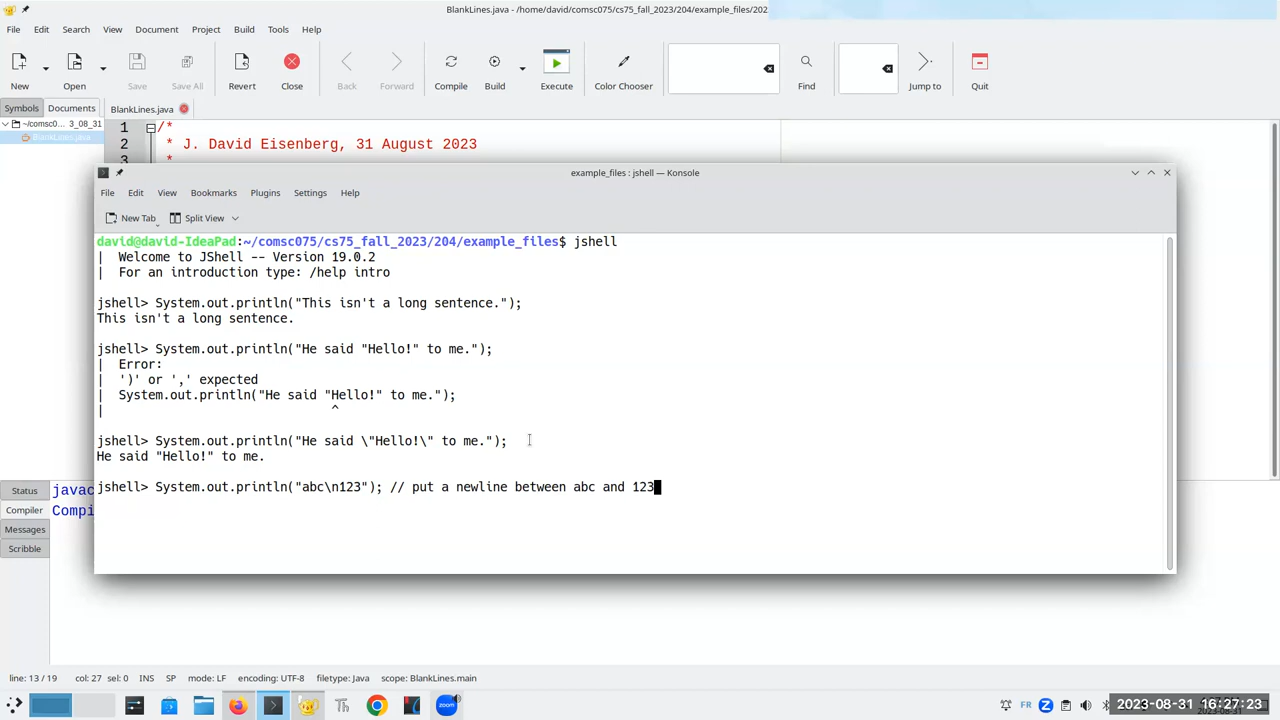 BlankLines.java - /home/david/comsc075/cs75_fall_2023/204/example_files/202
File Edit Search View Document Project Build Tools Help
New Open Save Save All Revert Close Back Forward Compile Build Execute Color Chooser Find Jump to Quit
Symbols Documents BlankLines.java
~/comsc0… 3_08_31
BlankLines.java
1 /*
2 * J. David Eisenberg, 31 August 2023
3 *
example_files : jshell — Konsole
File Edit View Bookmarks Plugins Settings Help
New Tab Split View
david@david-IdeaPad:~/comsc075/cs75_fall_2023/204/example_files$ jshell
| Welcome to JShell -- Version 19.0.2
| For an introduction type: /help intro
jshell> System.out.println("This isn't a long sentence.");
This isn't a long sentence.
jshell> System.out.println("He said "Hello!" to me.");
| Error:
| ')' or ',' expected
| System.out.println("He said "Hello!" to me.");
| ^
jshell> System.out.println("He said \"Hello!\" to me.");
He said "Hello!" to me.
jshell> System.out.println("abc\n123"); // put a newline between abc and 123
Status
Compiler
Messages
Scribble
javac
Compi
line: 13 / 19 col: 27 sel: 0 INS SP mode: LF encoding: UTF-8 filetype: Java scope: BlankLines.main
Th zoom FR Z 2023-08-31 16:27:23